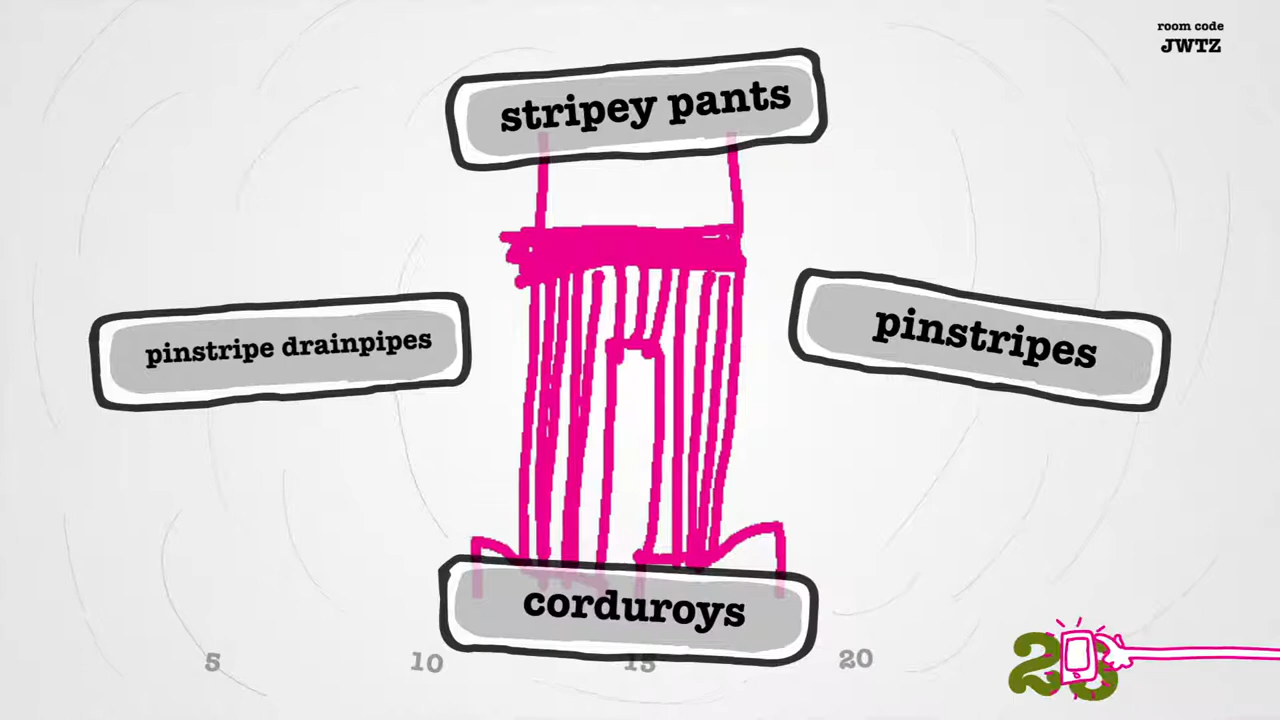 room code
JWTZ
stripey pants
pinstripe drainpipes
pinstripes
corduroys
5
10
15
20